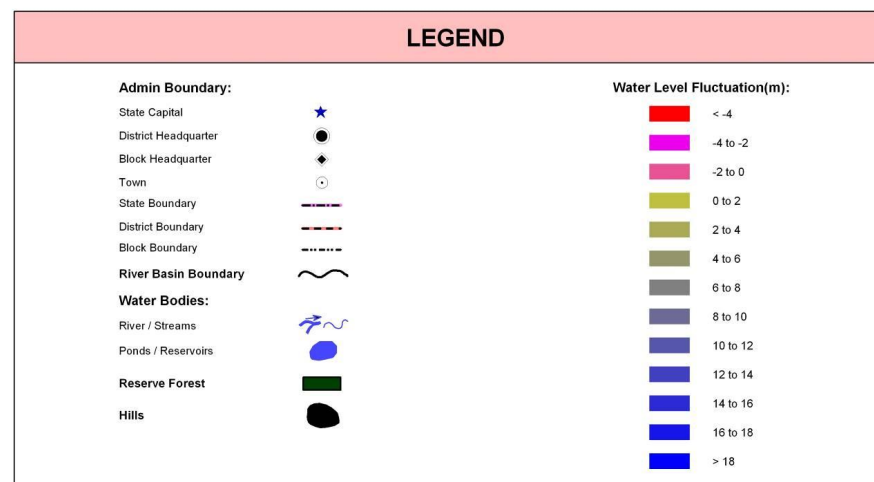 LEGEND
Admin Boundary:
State Capital
District Headquarter
Block Headquarter
Town
State Boundary
District Boundary
Block Boundary
River Basin Boundary
Water Bodies:
River / Streams
Ponds / Reservoirs
Reserve Forest
Hills
Water Level Fluctuation(m):
< -4
-4 to -2
-2 to 0
0 to 2
2 to 4
4 to 6
6 to 8
8 to 10
10 to 12
12 to 14
14 to 16
16 to 18
> 18